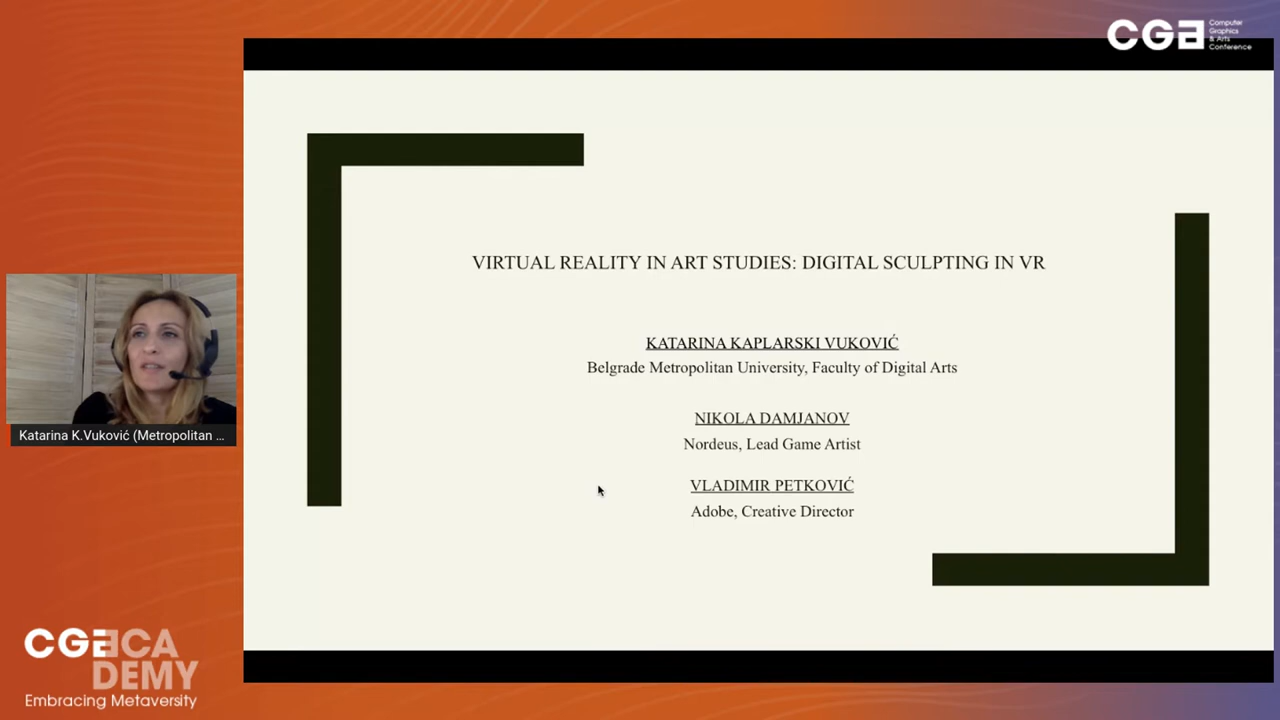 CGA Computer
Graphics
& Arts
Conference
VIRTUAL REALITY IN ART STUDIES: DIGITAL SCULPTING IN VR
KATARINA KAPLARSKI VUKOVIĆ
Belgrade Metropolitan University, Faculty of Digital Arts
NIKOLA DAMJANOV
Nordeus, Lead Game Artist
VLADIMIR PETKOVIĆ
Adobe, Creative Director
Katarina K.Vuković (Metropolitan ...
CGACA
DEMY
Embracing Metaversity